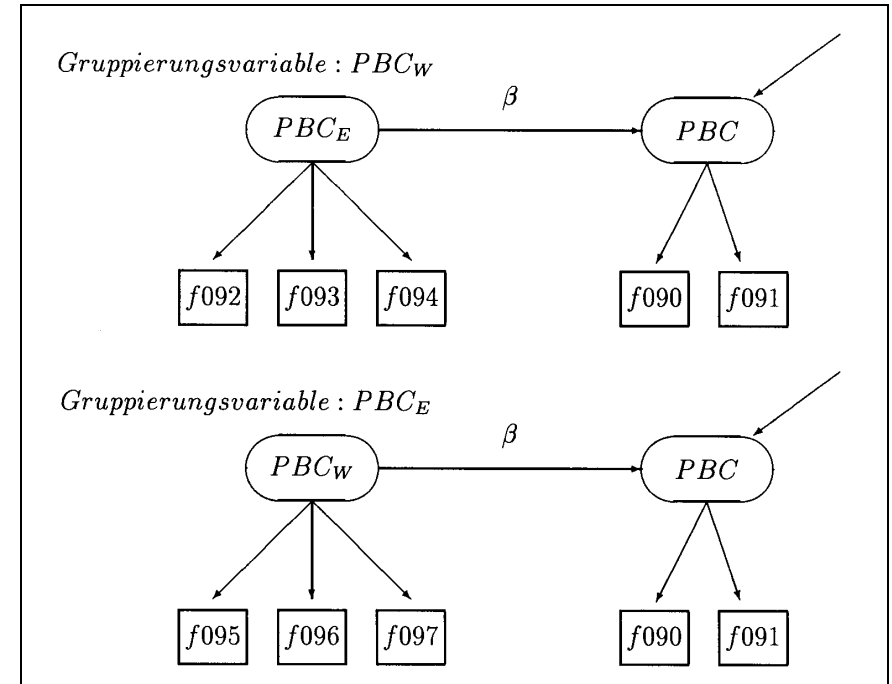 Gruppierungsvariable : PBC_W
β
PBC_E PBC
f092 f093 f094 f090 f091
Gruppierungsvariable : PBC_E
β
PBC_W PBC
f095 f096 f097 f090 f091